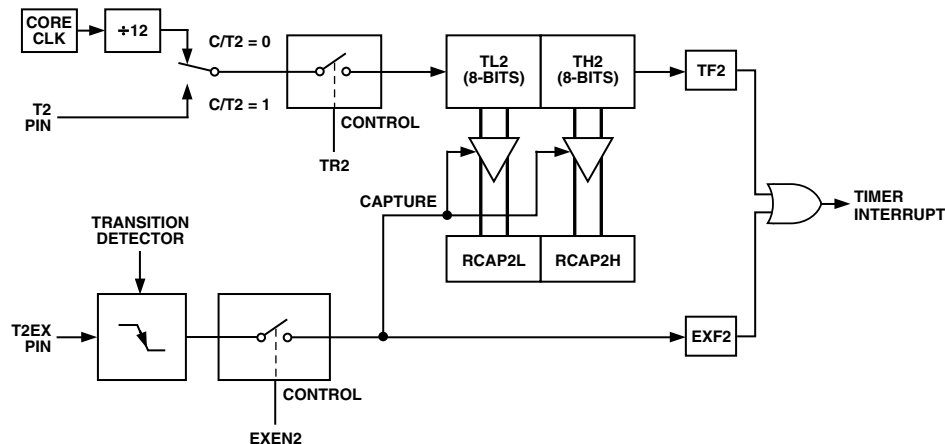 CORE
CLK
÷12
C/T2 = 0
C/T2 = 1
T2
PIN
CONTROL
TR2
TL2
(8-BITS)
TH2
(8-BITS)
TF2
CAPTURE
RCAP2L
RCAP2H
TIMER
INTERRUPT
TRANSITION
DETECTOR
T2EX
PIN
CONTROL
EXEN2
EXF2